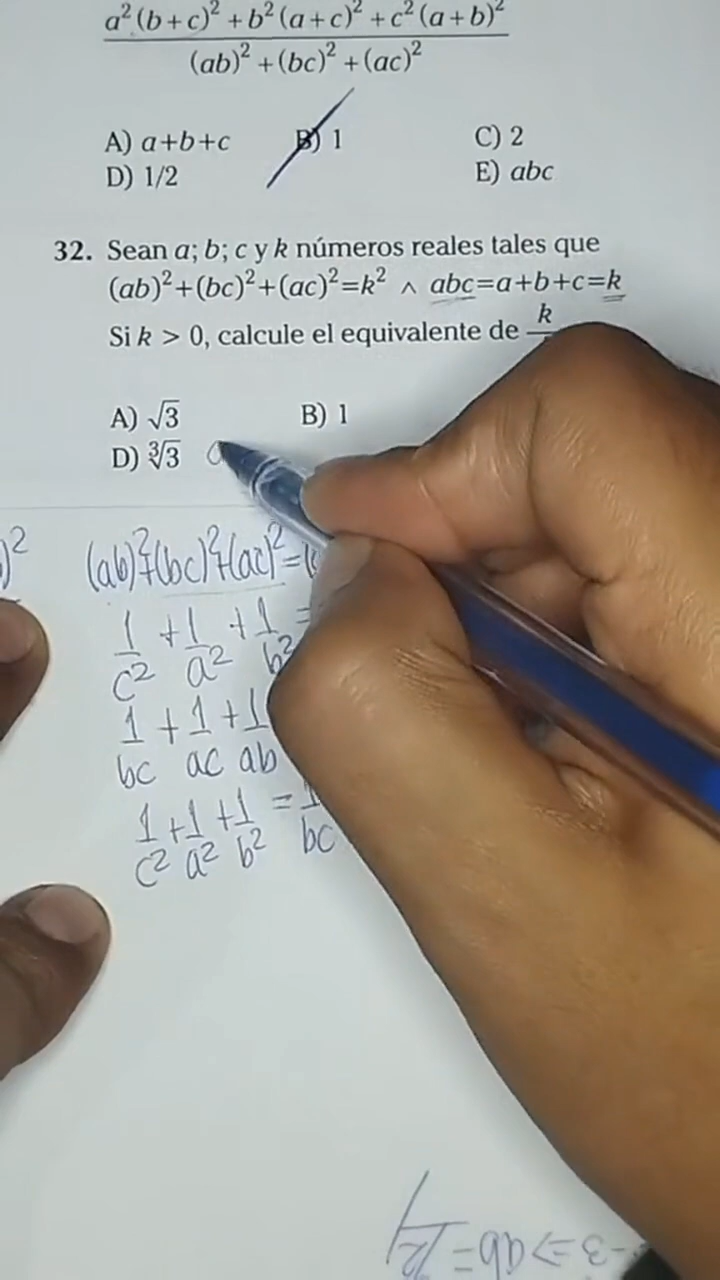 a²(b+c)²+b²(a+c)²+c²(a+b)²
(ab)²+(bc)²+(ac)²
A) a+b+c B) 1 C) 2
D) 1/2 E) abc
32. Sean a; b; c y k números reales tales que
(ab)²+(bc)²+(ac)²=k² ∧ abc=a+b+c=k
Si k > 0, calcule el equivalente de k
A) √3 B) 1
D) ∛3
)² (ab)²+(bc)²+(ac)²=(
1/c² + 1/a² + 1/b² =
1/bc + 1/ac + 1/ab
1/c² + 1/a² + 1/b² = 1/bc
-3 => ab =